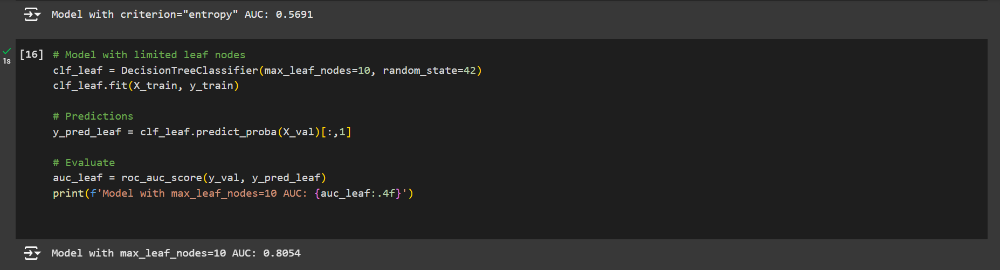 Model with criterion="entropy" AUC: 0.5691
[16] # Model with limited leaf nodes
1s
clf_leaf = DecisionTreeClassifier(max_leaf_nodes=10, random_state=42)
clf_leaf.fit(X_train, y_train)
# Predictions
y_pred_leaf = clf_leaf.predict_proba(X_val)[:,1]
# Evaluate
auc_leaf = roc_auc_score(y_val, y_pred_leaf)
print(f'Model with max_leaf_nodes=10 AUC: {auc_leaf:.4f}')
Model with max_leaf_nodes=10 AUC: 0.8054